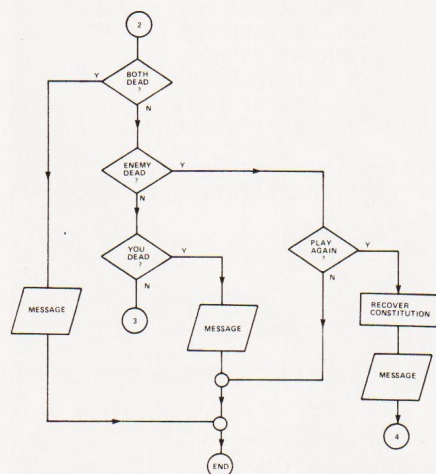 2
Y
BOTH
DEAD
?
N
ENEMY
DEAD
?
Y
N
YOU
DEAD
?
Y
N
PLAY
AGAIN
?
Y
N
MESSAGE
3
MESSAGE
RECOVER
CONSTITUTION
MESSAGE
4
END